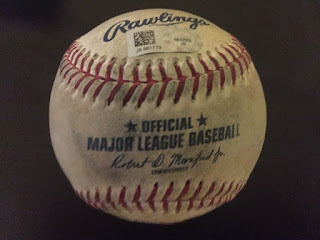 Rawlings
★ OFFICIAL ★
MAJOR LEAGUE BASEBALL
Robert D. Manfred Jr.
COMMISSIONER